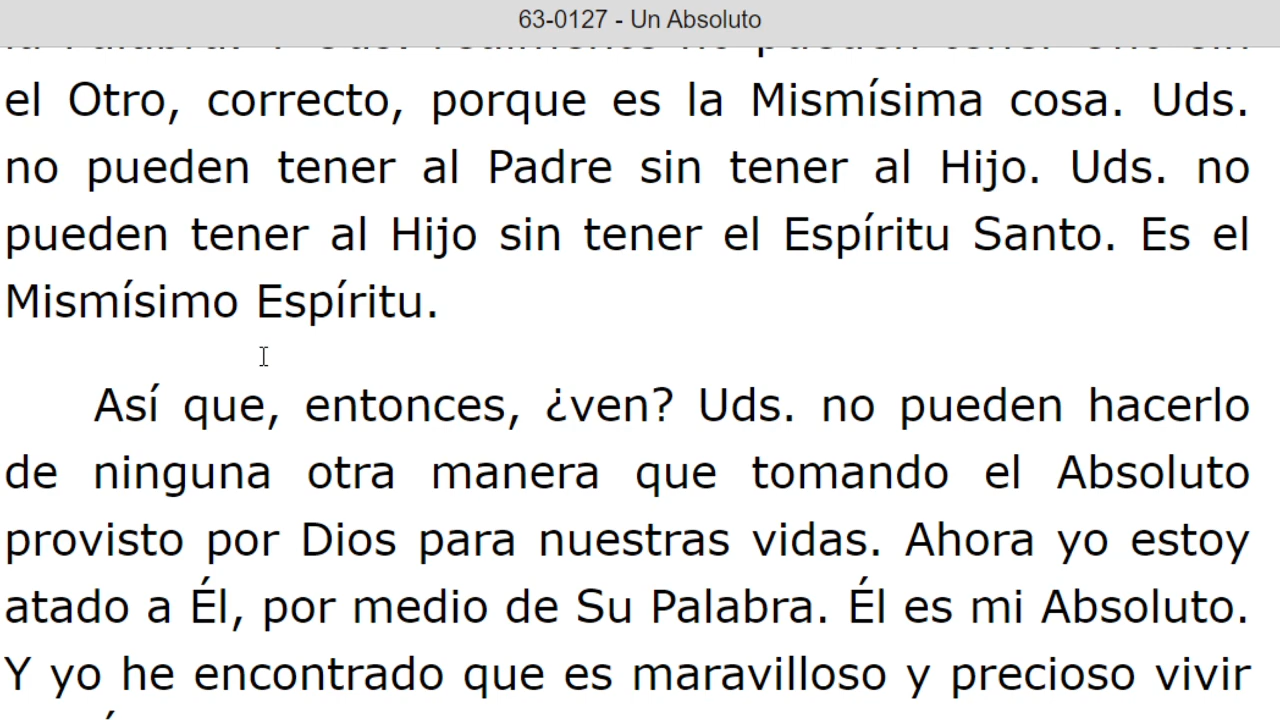 63-0127 - Un Absoluto
el Otro, correcto, porque es la Mismísima cosa. Uds.
no pueden tener al Padre sin tener al Hijo. Uds. no
pueden tener al Hijo sin tener el Espíritu Santo. Es el
Mismísimo Espíritu.
Así que, entonces, ¿ven? Uds. no pueden hacerlo
de ninguna otra manera que tomando el Absoluto
provisto por Dios para nuestras vidas. Ahora yo estoy
atado a Él, por medio de Su Palabra. Él es mi Absoluto.
Y yo he encontrado que es maravilloso y precioso vivir